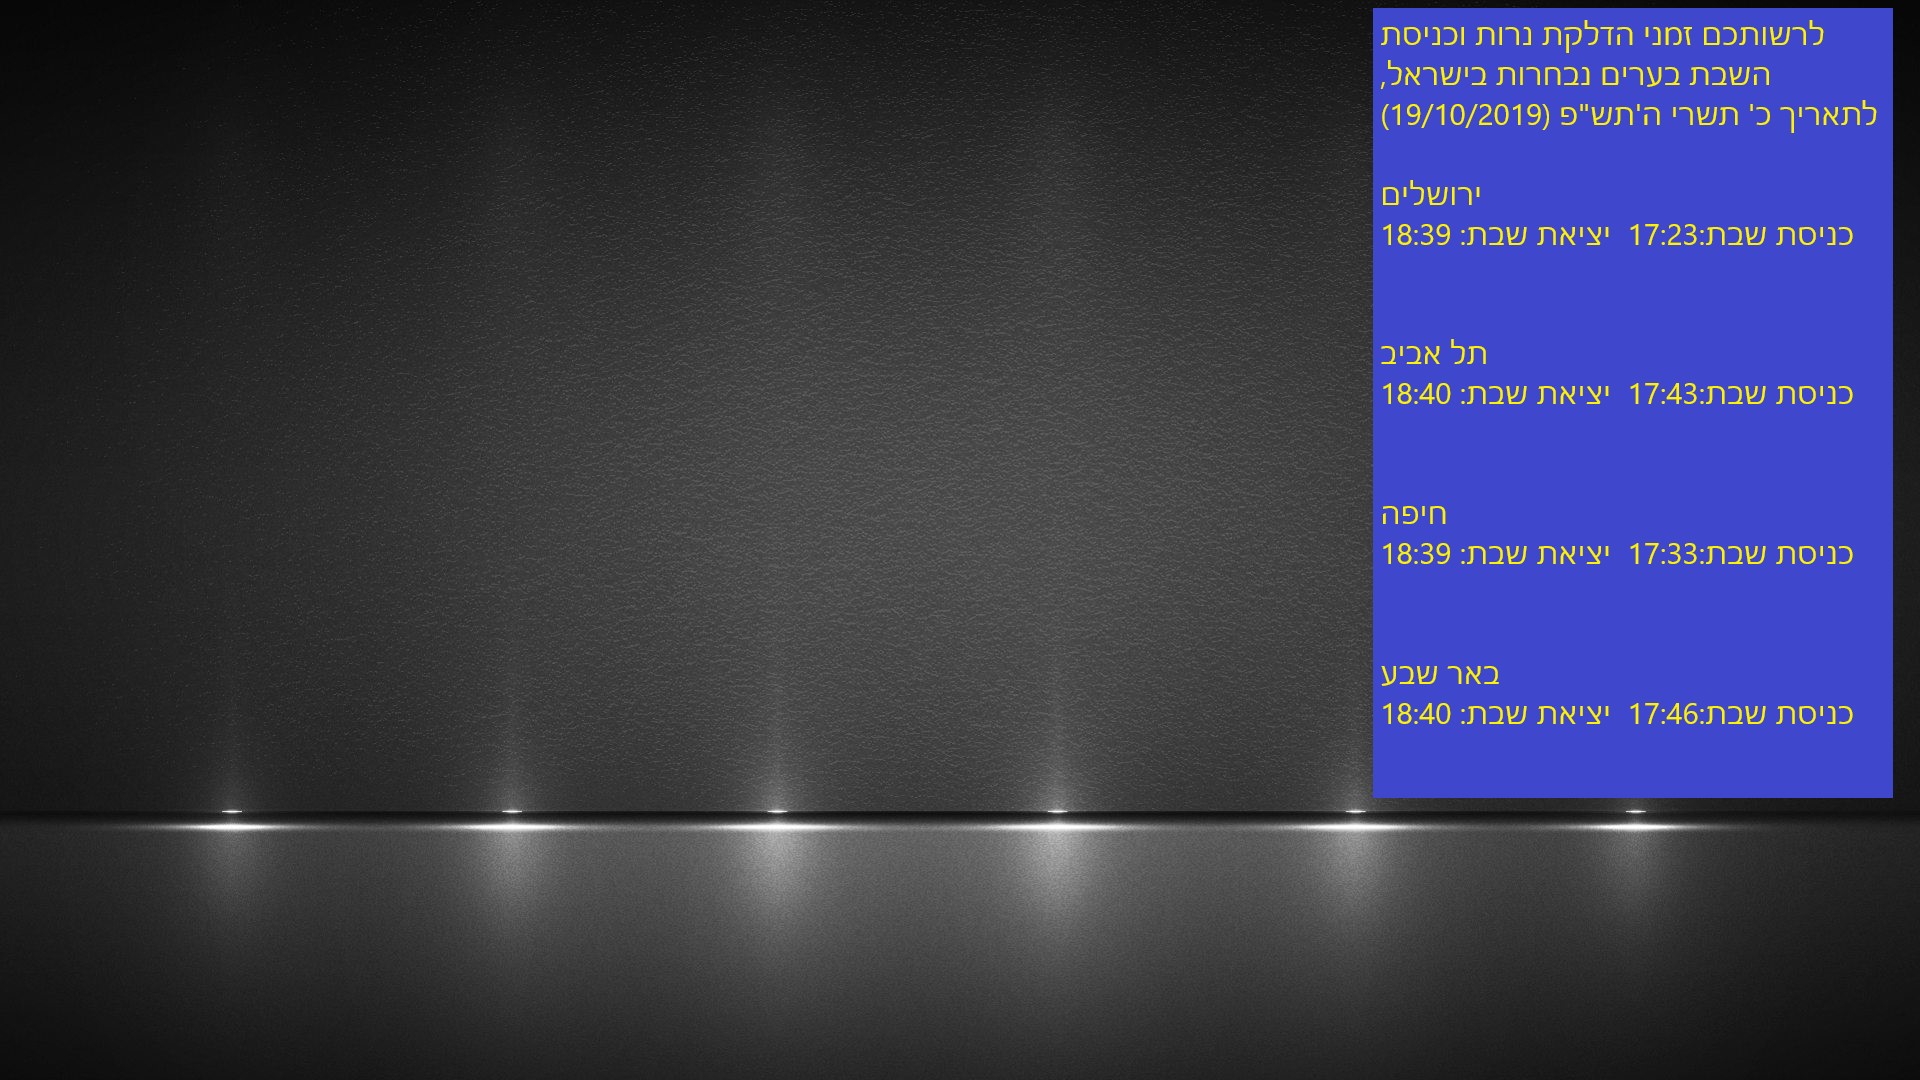 לרשותכם זמני הדלקת נרות וכניסת
השבת בערים נבחרות בישראל,
לתאריך כ' תשרי ה'תש"פ (19/10/2019)
ירושלים
כניסת שבת:17:23 יציאת שבת: 18:39
תל אביב
כניסת שבת:17:43 יציאת שבת: 18:40
חיפה
כניסת שבת:17:33 יציאת שבת: 18:39
באר שבע
כניסת שבת:17:46 יציאת שבת: 18:40